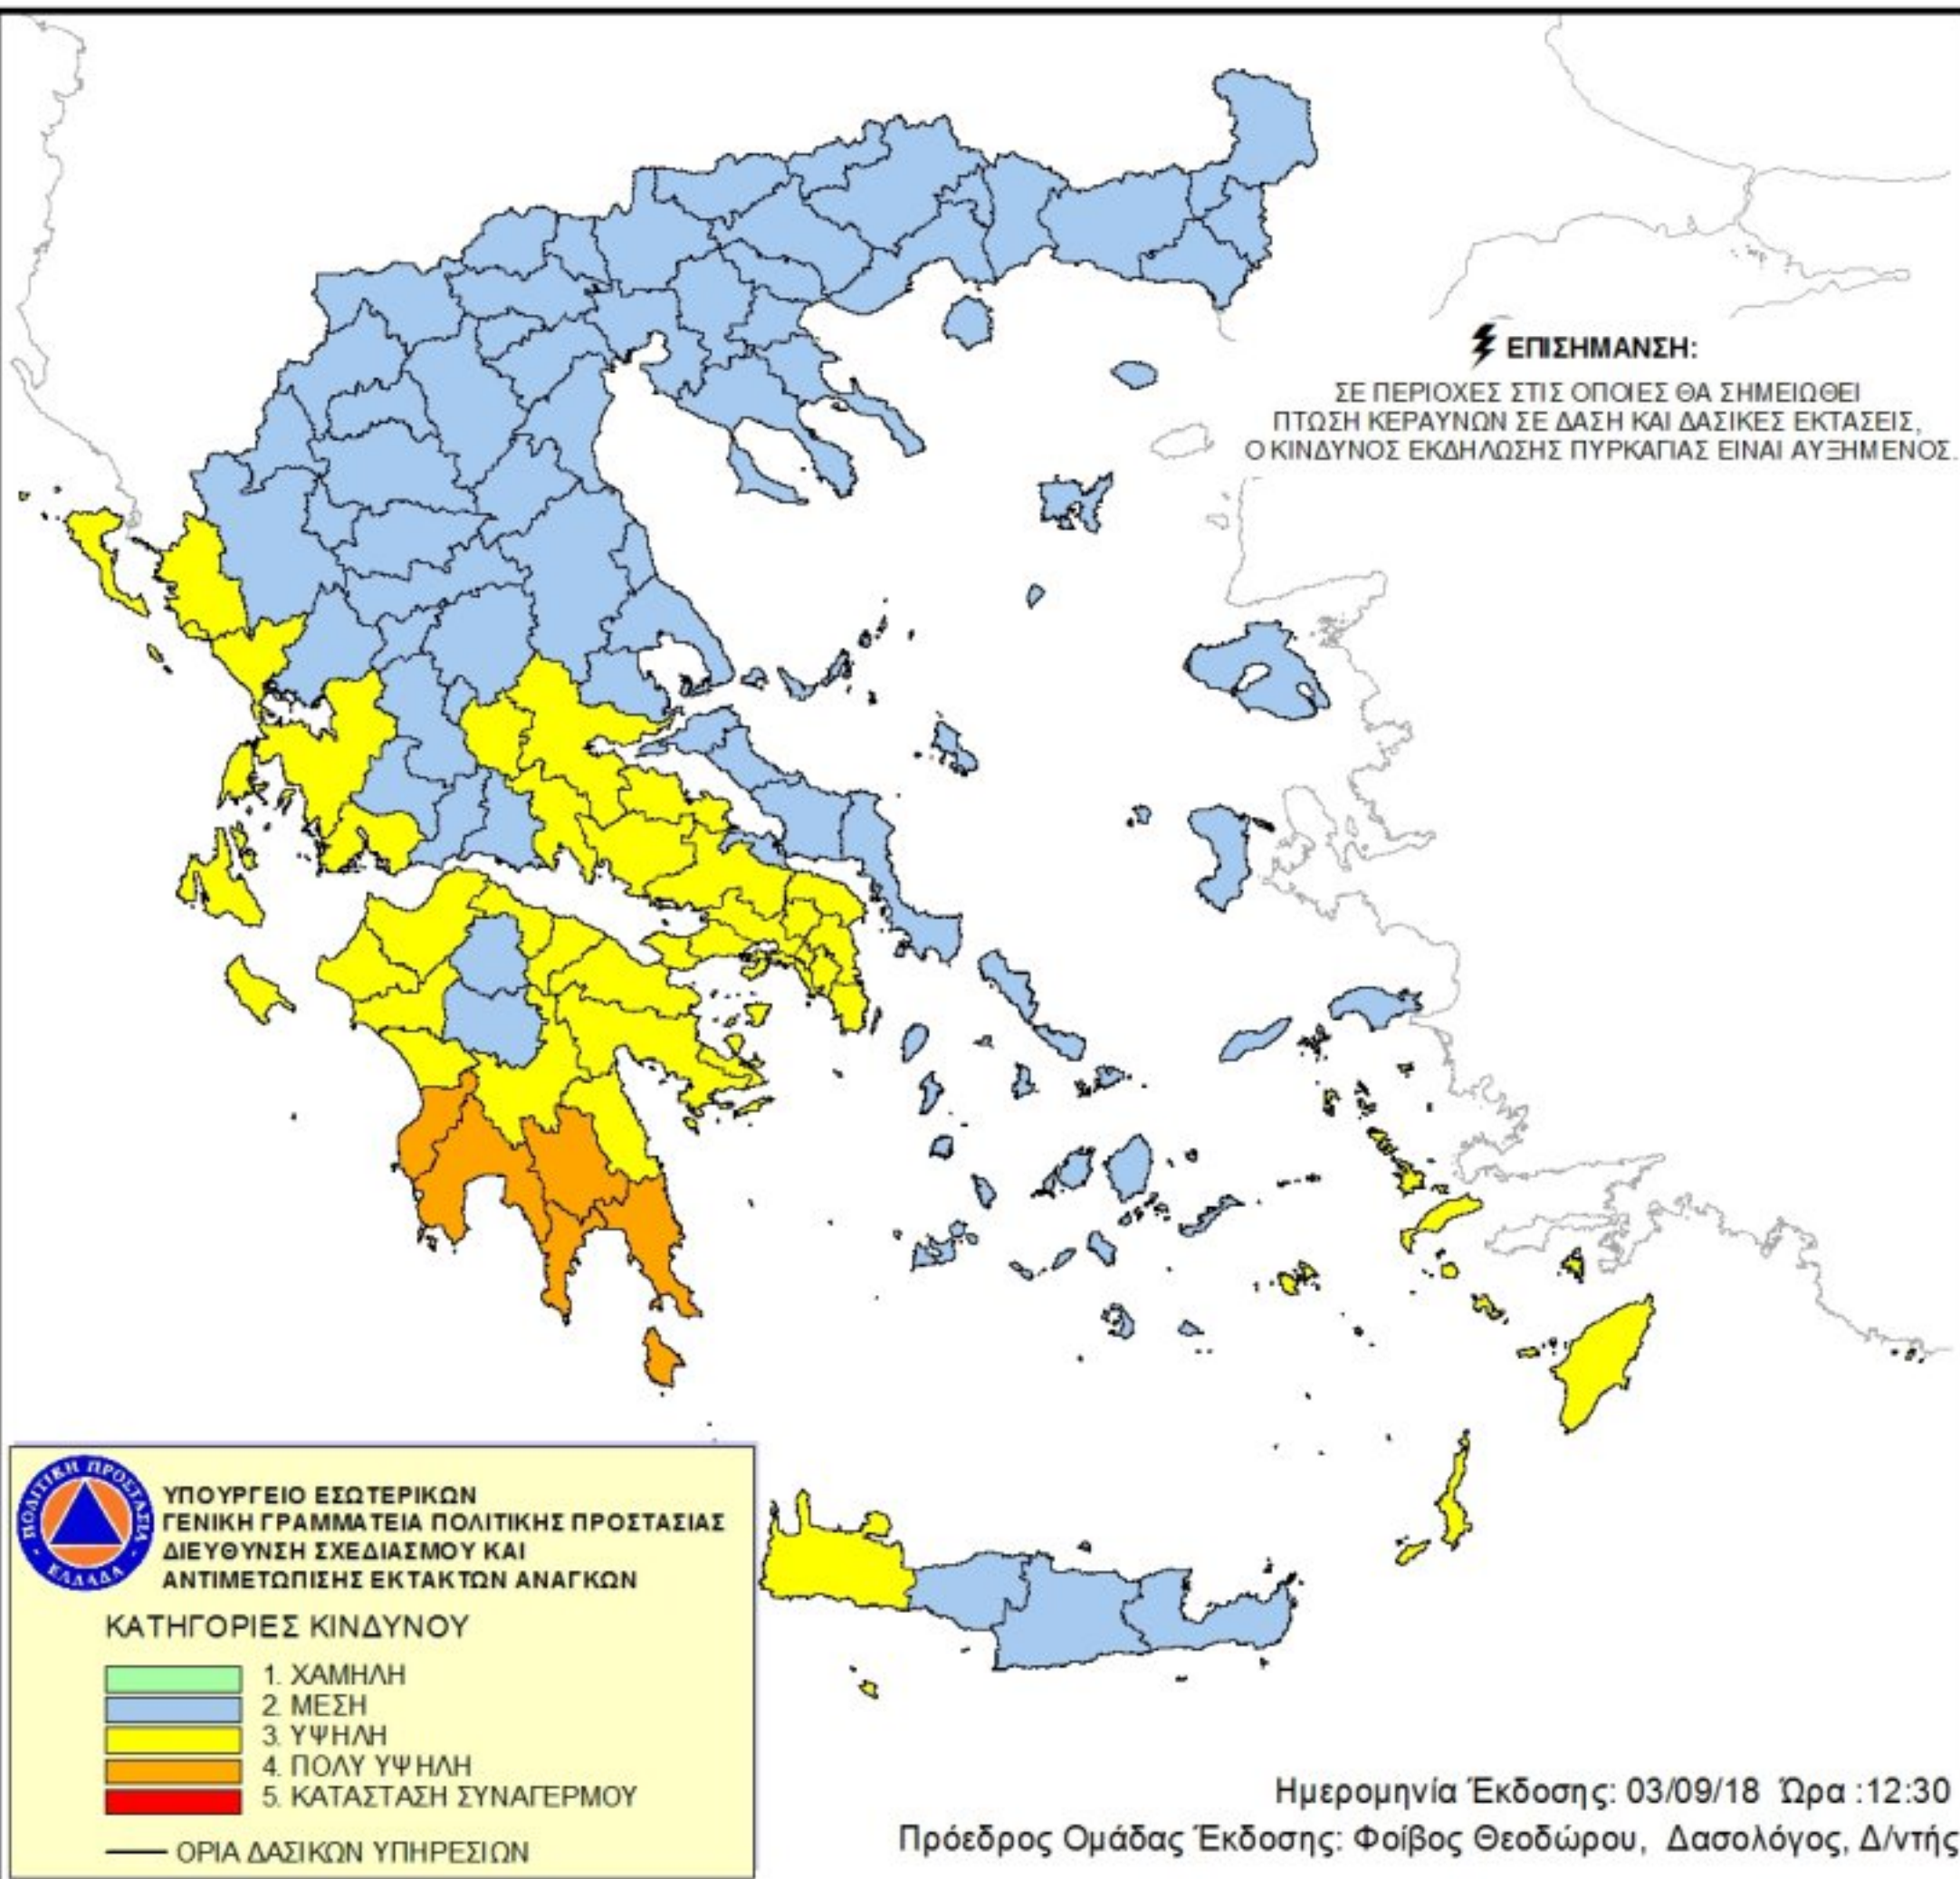 ⚡ ΕΠΙΣΗΜΑΝΣΗ:
ΣΕ ΠΕΡΙΟΧΕΣ ΣΤΙΣ ΟΠΟΙΕΣ ΘΑ ΣΗΜΕΙΩΘΕΙ
ΠΤΩΣΗ ΚΕΡΑΥΝΩΝ ΣΕ ΔΑΣΗ ΚΑΙ ΔΑΣΙΚΕΣ ΕΚΤΑΣΕΙΣ,
Ο ΚΙΝΔΥΝΟΣ ΕΚΔΗΛΩΣΗΣ ΠΥΡΚΑΓΙΑΣ ΕΙΝΑΙ ΑΥΞΗΜΕΝΟΣ.
ΠΟΛΙΤΙΚΗ ΠΡΟΣΤΑΣΙΑ
- ΕΛΛΑΔΑ -
ΥΠΟΥΡΓΕΙΟ ΕΣΩΤΕΡΙΚΩΝ
ΓΕΝΙΚΗ ΓΡΑΜΜΑΤΕΙΑ ΠΟΛΙΤΙΚΗΣ ΠΡΟΣΤΑΣΙΑΣ
ΔΙΕΥΘΥΝΣΗ ΣΧΕΔΙΑΣΜΟΥ ΚΑΙ
ΑΝΤΙΜΕΤΩΠΙΣΗΣ ΕΚΤΑΚΤΩΝ ΑΝΑΓΚΩΝ
ΚΑΤΗΓΟΡΙΕΣ ΚΙΝΔΥΝΟΥ
1. ΧΑΜΗΛΗ
2. ΜΕΣΗ
3. ΥΨΗΛΗ
4. ΠΟΛΥ ΥΨΗΛΗ
5. ΚΑΤΑΣΤΑΣΗ ΣΥΝΑΓΕΡΜΟΥ
ΟΡΙΑ ΔΑΣΙΚΩΝ ΥΠΗΡΕΣΙΩΝ
Ημερομηνία Έκδοσης: 03/09/18 Ώρα :12:30
Πρόεδρος Ομάδας Έκδοσης: Φοίβος Θεοδώρου, Δασολόγος, Δ/ντής